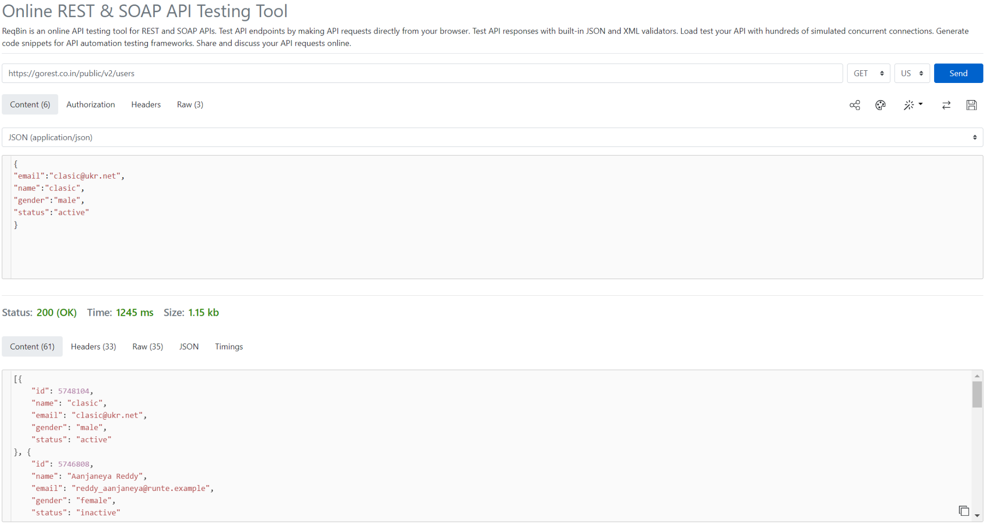 Online REST & SOAP API Testing Tool
ReqBin is an online API testing tool for REST and SOAP APIs. Test API endpoints by making API requests directly from your browser. Test API responses with built-in JSON and XML validators. Load test your API with hundreds of simulated concurrent connections. Generate
code snippets for API automation testing frameworks. Share and discuss your API requests online.
https://gorest.co.in/public/v2/users GET US Send
Content (6) Authorization Headers Raw (3)
JSON (application/json)
{
"email":"clasic@ukr.net",
"name":"clasic",
"gender":"male",
"status":"active"
}
Status: 200 (OK) Time: 1245 ms Size: 1.15 kb
Content (61) Headers (33) Raw (35) JSON Timings
[{
"id": 5748104,
"name": "clasic",
"email": "clasic@ukr.net",
"gender": "male",
"status": "active"
}, {
"id": 5746808,
"name": "Aanjaneya Reddy",
"email": "reddy_aanjaneya@runte.example",
"gender": "female",
"status": "inactive"